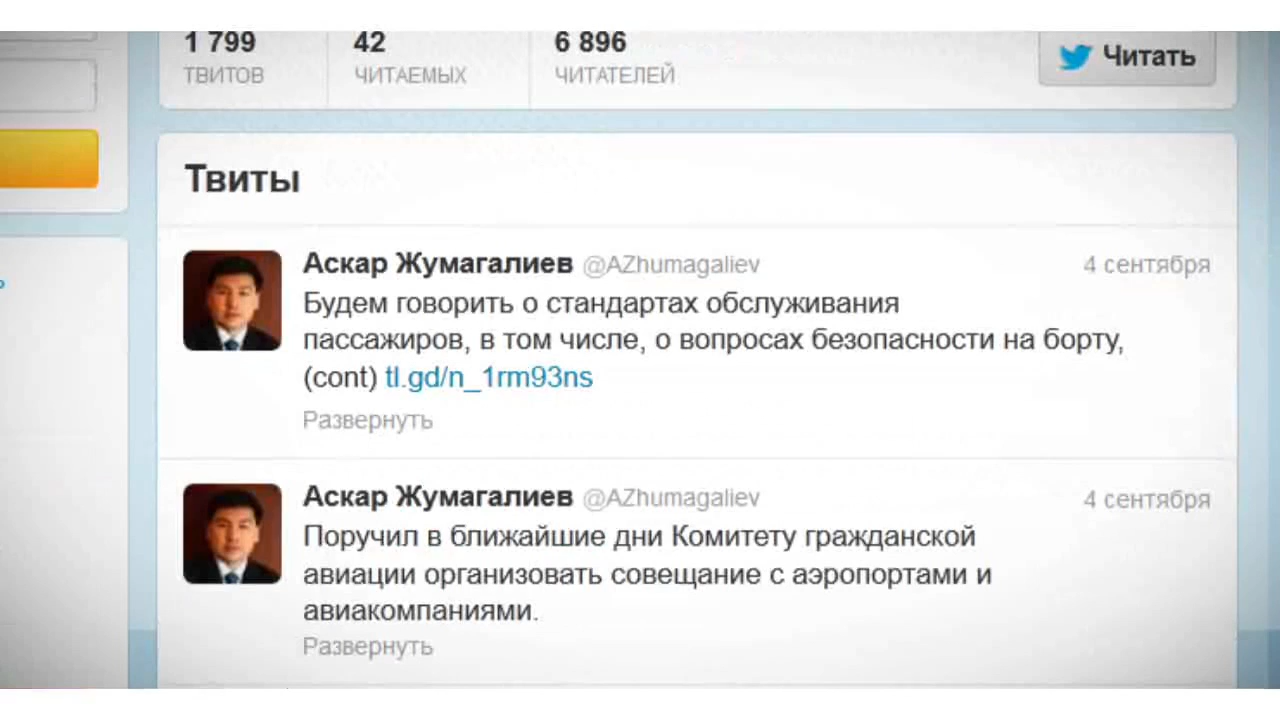 1 799 42 6 896
ТВИТОВ ЧИТАЕМЫХ ЧИТАТЕЛЕЙ
Читать
Твиты
Аскар Жумагалиев @AZhumagaliev 4 сентября
Будем говорить о стандартах обслуживания
пассажиров, в том числе, о вопросах безопасности на борту,
(cont) tl.gd/n_1rm93ns
Развернуть
Аскар Жумагалиев @AZhumagaliev 4 сентября
Поручил в ближайшие дни Комитету гражданской
авиации организовать совещание с аэропортами и
авиакомпаниями.
Развернуть